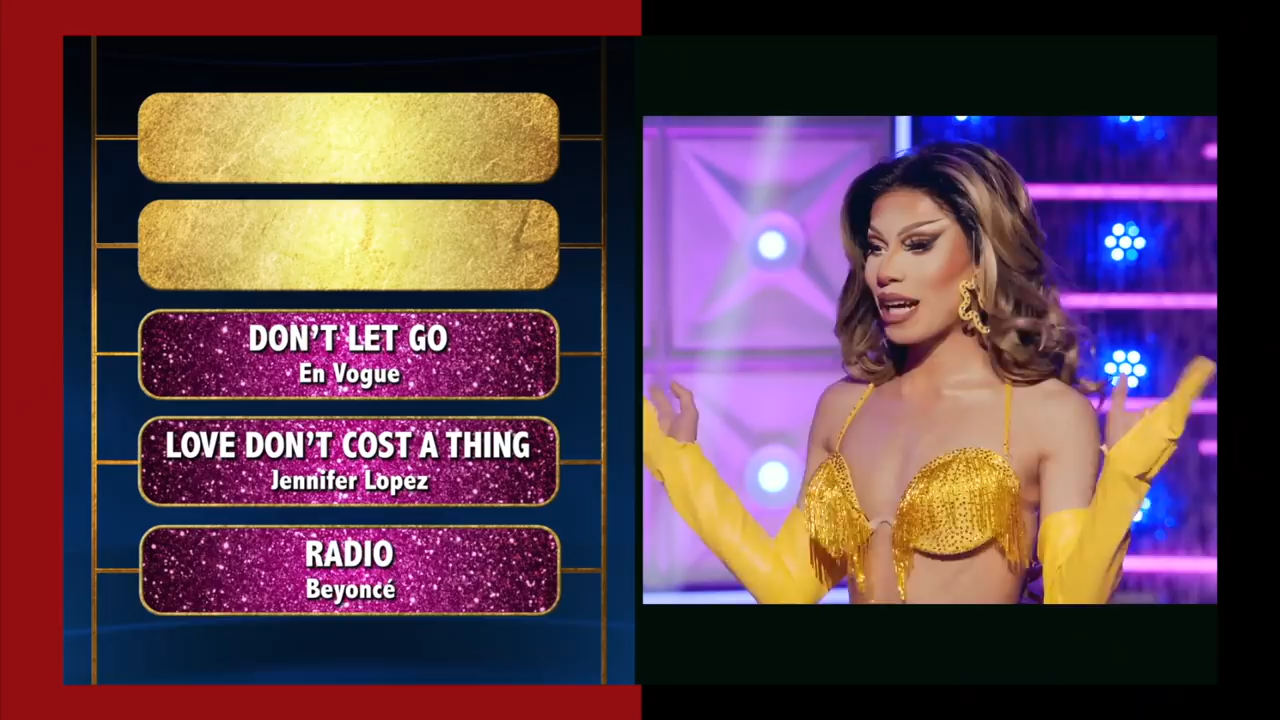 DON'T LET GO
En Vogue
LOVE DON'T COST A THING
Jennifer Lopez
RADIO
Beyoncé